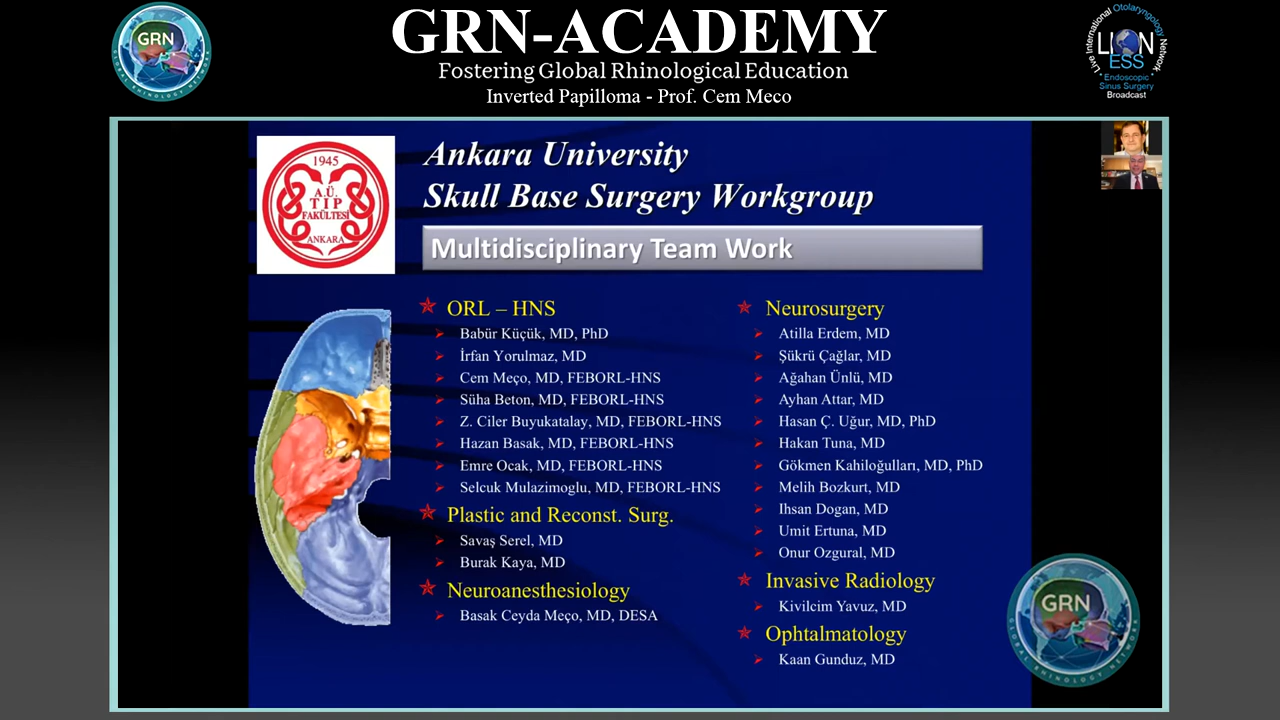 GRN-ACADEMY
Fostering Global Rhinological Education
Inverted Papilloma - Prof. Cem Meco
GRN
GLOBAL RHINOLOGY NETWORK
Live International Otolaryngology Network
LION
ESS
Endoscopic
Sinus Surgery
Broadcast
1945
A.Ü.
TIP
FAKÜLTESİ
ANKARA
Ankara University
Skull Base Surgery Workgroup
Multidisciplinary Team Work
ORL – HNS
Babür Küçük, MD, PhD
İrfan Yorulmaz, MD
Cem Meço, MD, FEBORL-HNS
Süha Beton, MD, FEBORL-HNS
Z. Ciler Buyukatalay, MD, FEBORL-HNS
Hazan Basak, MD, FEBORL-HNS
Emre Ocak, MD, FEBORL-HNS
Selcuk Mulazimoglu, MD, FEBORL-HNS
Plastic and Reconst. Surg.
Savaş Serel, MD
Burak Kaya, MD
Neuroanesthesiology
Basak Ceyda Meço, MD, DESA
Neurosurgery
Atilla Erdem, MD
Şükrü Çağlar, MD
Ağahan Ünlü, MD
Ayhan Attar, MD
Hasan Ç. Uğur, MD, PhD
Hakan Tuna, MD
Gökmen Kahiloğulları, MD, PhD
Melih Bozkurt, MD
Ihsan Dogan, MD
Umit Ertuna, MD
Onur Ozgural, MD
Invasive Radiology
Kivilcim Yavuz, MD
Ophtalmatology
Kaan Gunduz, MD
GRN
GLOBAL RHINOLOGY NETWORK